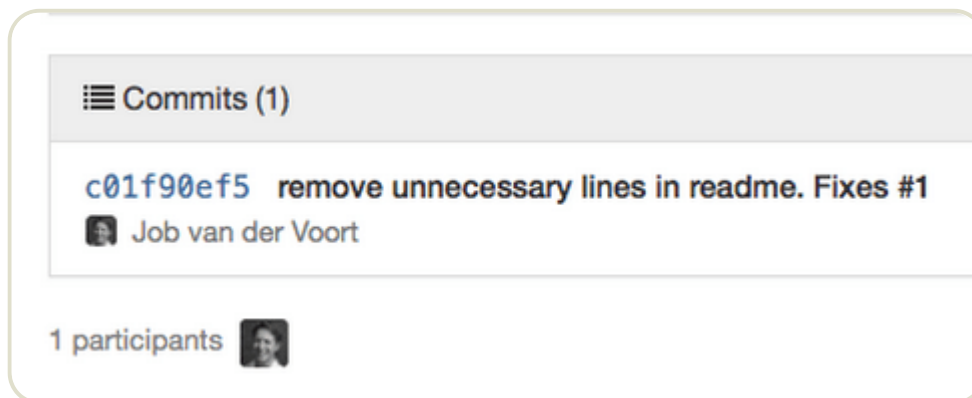 Commits (1)
c01f90ef5 remove unnecessary lines in readme. Fixes #1
Job van der Voort
1 participants